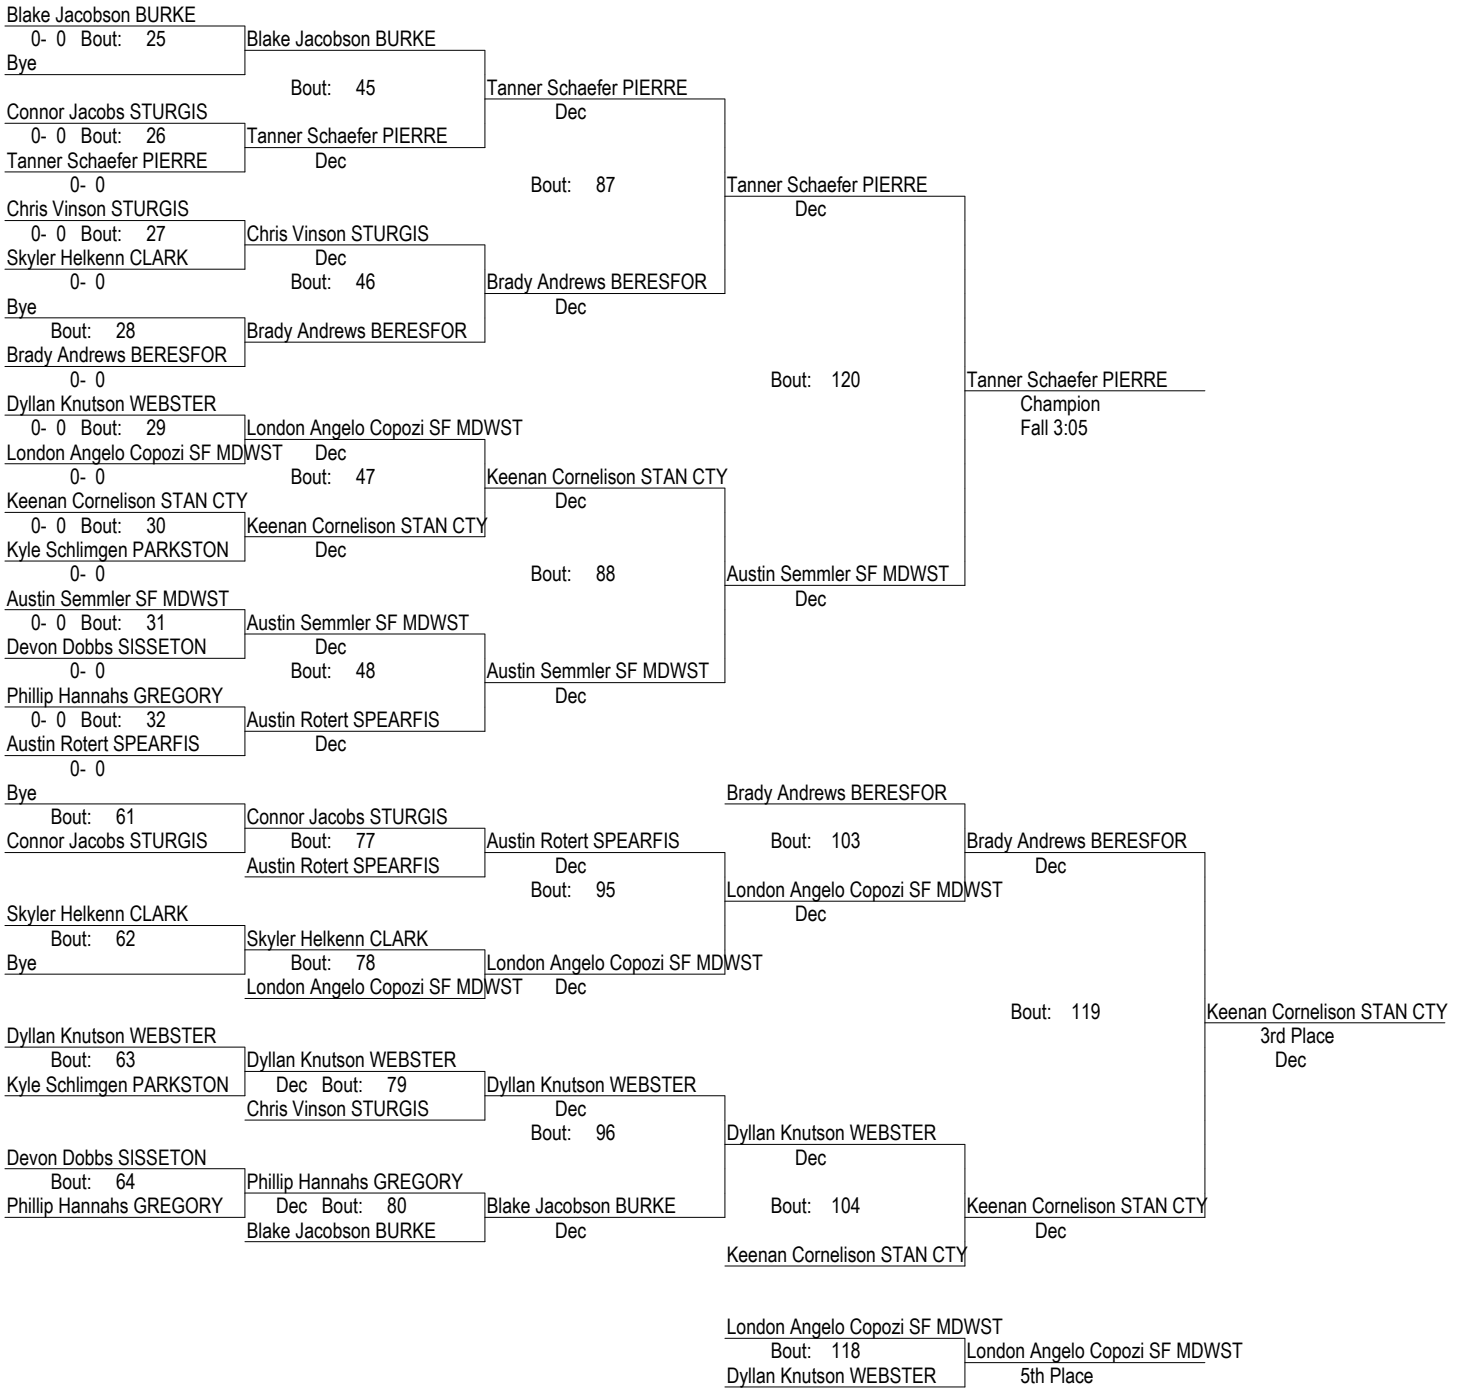 Blake Jacobson BURKE
0- 0 Bout: 25 Blake Jacobson BURKE
Bye
Bout: 45 Tanner Schaefer PIERRE
Connor Jacobs STURGIS Dec
0- 0 Bout: 26 Tanner Schaefer PIERRE
Tanner Schaefer PIERRE Dec
0- 0 Bout: 87 Tanner Schaefer PIERRE
Chris Vinson STURGIS Dec
0- 0 Bout: 27 Chris Vinson STURGIS
Skyler Helkenn CLARK Dec
0- 0 Bout: 46 Brady Andrews BERESFOR
Bye Dec
Bout: 28 Brady Andrews BERESFOR
Brady Andrews BERESFOR
0- 0 Bout: 120 Tanner Schaefer PIERRE
Dyllan Knutson WEBSTER Champion
0- 0 Bout: 29 London Angelo Copozi SF MDWST Fall 3:05
London Angelo Copozi SF MDWST Dec
0- 0 Bout: 47 Keenan Cornelison STAN CTY
Keenan Cornelison STAN CTY Dec
0- 0 Bout: 30 Keenan Cornelison STAN CTY
Kyle Schlimgen PARKSTON Dec
0- 0 Bout: 88 Austin Semmler SF MDWST
Austin Semmler SF MDWST Dec
0- 0 Bout: 31 Austin Semmler SF MDWST
Devon Dobbs SISSETON Dec
0- 0 Bout: 48 Austin Semmler SF MDWST
Phillip Hannahs GREGORY Dec
0- 0 Bout: 32 Austin Rotert SPEARFIS
Austin Rotert SPEARFIS Dec
0- 0
Bye Brady Andrews BERESFOR
Bout: 61 Connor Jacobs STURGIS
Connor Jacobs STURGIS Bout: 77 Austin Rotert SPEARFIS Bout: 103 Brady Andrews BERESFOR
Austin Rotert SPEARFIS Dec Dec
Bout: 95 London Angelo Copozi SF MDWST
Skyler Helkenn CLARK Dec
Bout: 62 Skyler Helkenn CLARK
Bye Bout: 78 London Angelo Copozi SF MDWST
London Angelo Copozi SF MDWST Dec
Bout: 119 Keenan Cornelison STAN CTY
Dyllan Knutson WEBSTER 3rd Place
Bout: 63 Dyllan Knutson WEBSTER Dec
Kyle Schlimgen PARKSTON Dec Bout: 79 Dyllan Knutson WEBSTER
Chris Vinson STURGIS Dec
Bout: 96 Dyllan Knutson WEBSTER
Devon Dobbs SISSETON Dec
Bout: 64 Phillip Hannahs GREGORY
Phillip Hannahs GREGORY Dec Bout: 80 Blake Jacobson BURKE Bout: 104 Keenan Cornelison STAN CTY
Blake Jacobson BURKE Dec Dec
Keenan Cornelison STAN CTY
London Angelo Copozi SF MDWST
Bout: 118 London Angelo Copozi SF MDWST
Dyllan Knutson WEBSTER 5th Place